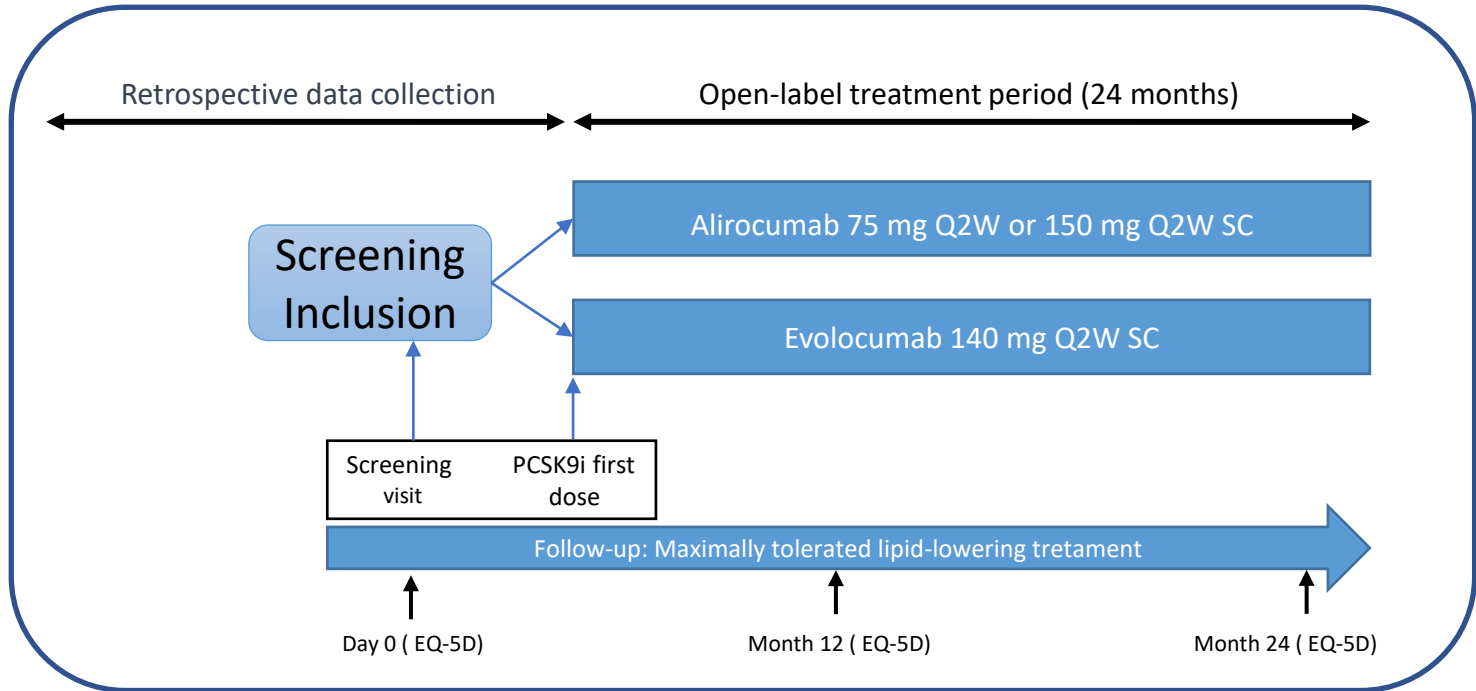 Retrospective data collection
Open-label treatment period (24 months)
Alirocumab 75 mg Q2W or 150 mg Q2W SC
Screening
Inclusion
Evolocumab 140 mg Q2W SC
Screening
visit
PCSK9i first
dose
Follow-up: Maximally tolerated lipid-lowering tretament
Day 0 ( EQ-5D)
Month 12 ( EQ-5D)
Month 24 ( EQ-5D)